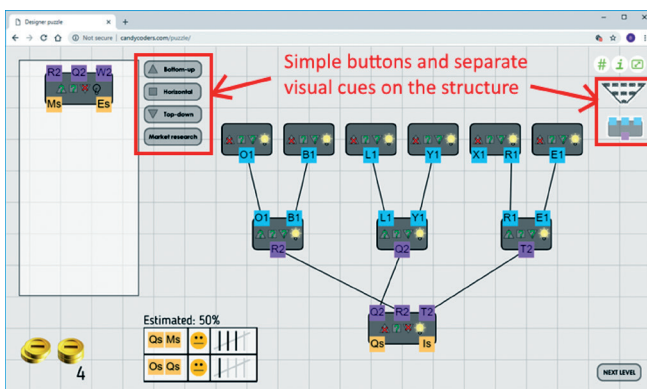 Designer puzzle
Not secure | candycoders.com/puzzle/
Simple buttons and separate
visual cues on the structure
R2 Q2 W2
Ms Es
Bottom-up
Horizontal
Top-down
Market research
O1 B1 L1 Y1 X1 R1 E1
O1 B1 L1 Y1 R1 E1
R2 Q2 T2
Q2 R2 T2
Qs Is
Estimated: 50%
Qs Ms
Os Qs
4
NEXT LEVEL